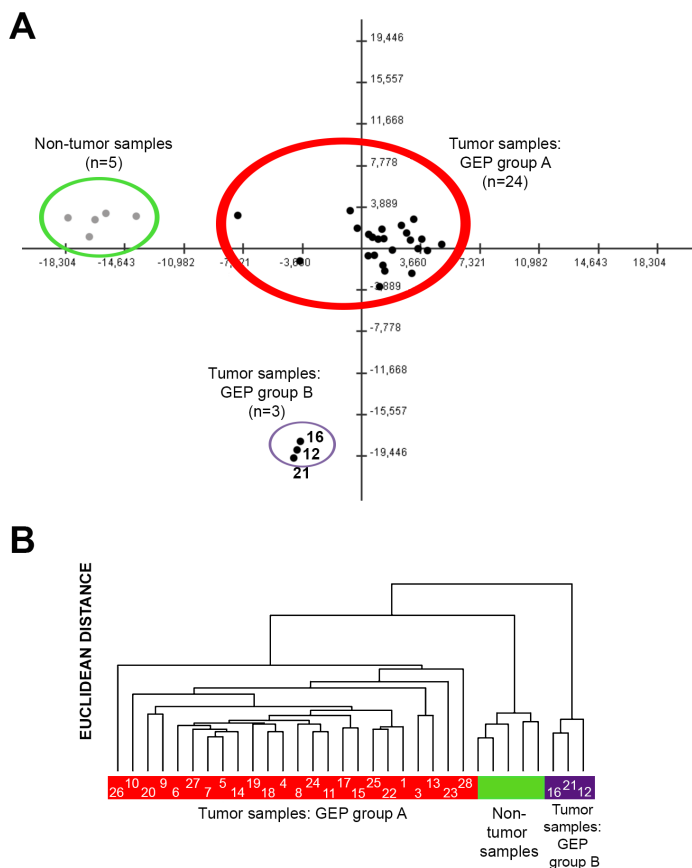 A
19,446
15,557
11,668
7,778
3,889
Non-tumor samples
(n=5)
Tumor samples:
GEP group A
(n=24)
-18,304 -14,643 -10,982 -7,321 -3,660 3,660 7,321 10,982 14,643 18,304
-3,889
-7,778
-11,668
-15,557
-19,446
Tumor samples:
GEP group B
(n=3)
16
12
21
B
EUCLIDEAN DISTANCE
10 9 27 5 19 4 24 17 25 1 13 28
26 20 6 7 14 18 8 11 15 22 3 23
16 21 12
Tumor samples: GEP group A
Non-
tumor
samples
Tumor
samples:
GEP
group B